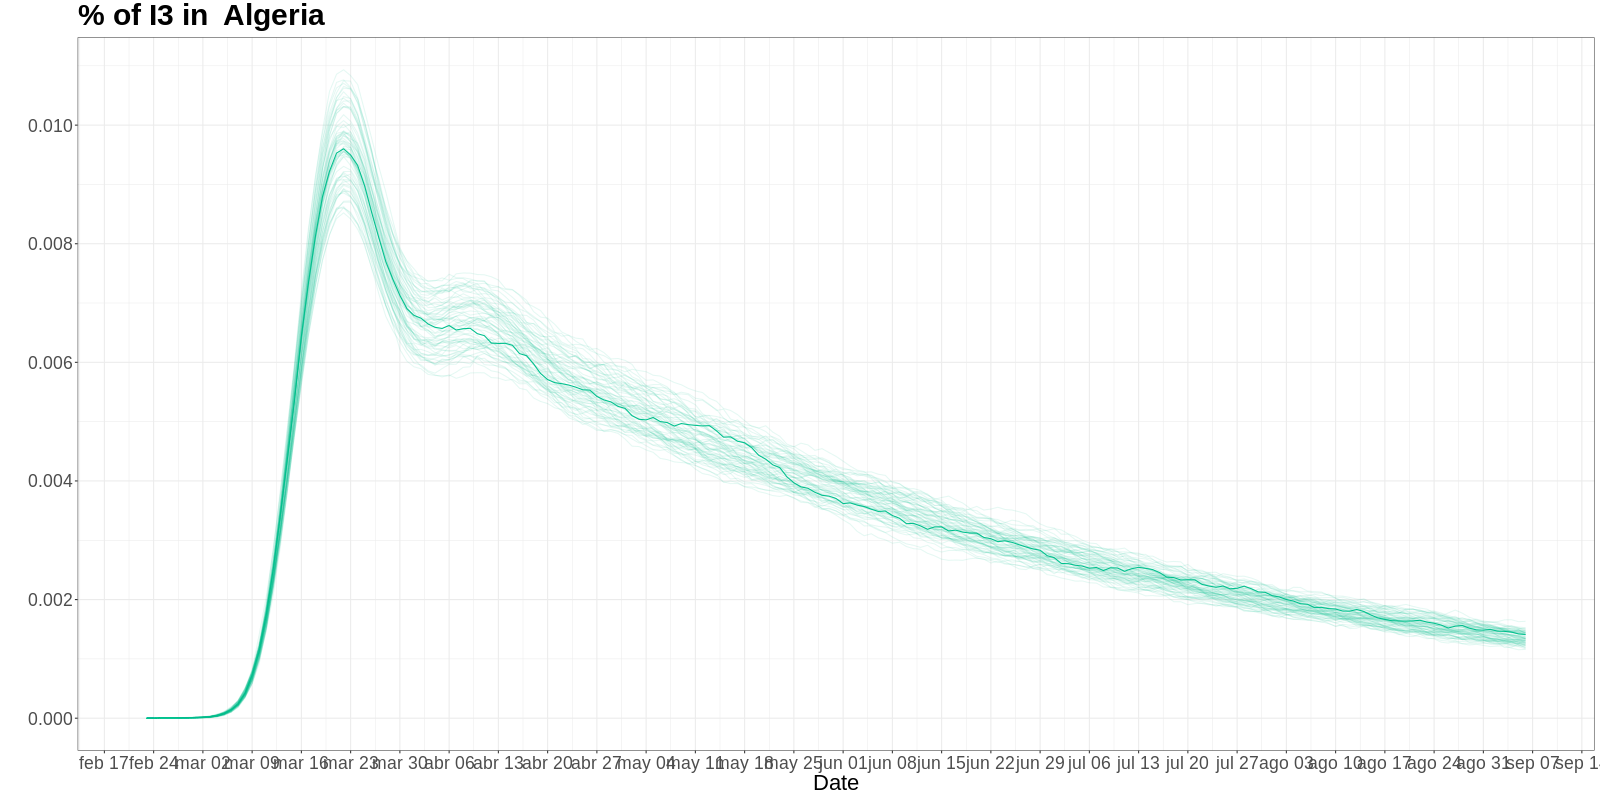 % of I3 in  Algeria
0.010
0.008
0.006
0.004
0.002
0.000
feb 17 feb 24 mar 02 mar 09 mar 16 mar 23 mar 30 abr 06 abr 13 abr 20 abr 27 may 04 may 11 may 18 may 25 jun 01 jun 08 jun 15 jun 22 jun 29 jul 06 jul 13 jul 20 jul 27 ago 03 ago 10 ago 17 ago 24 ago 31 sep 07 sep 1
Date